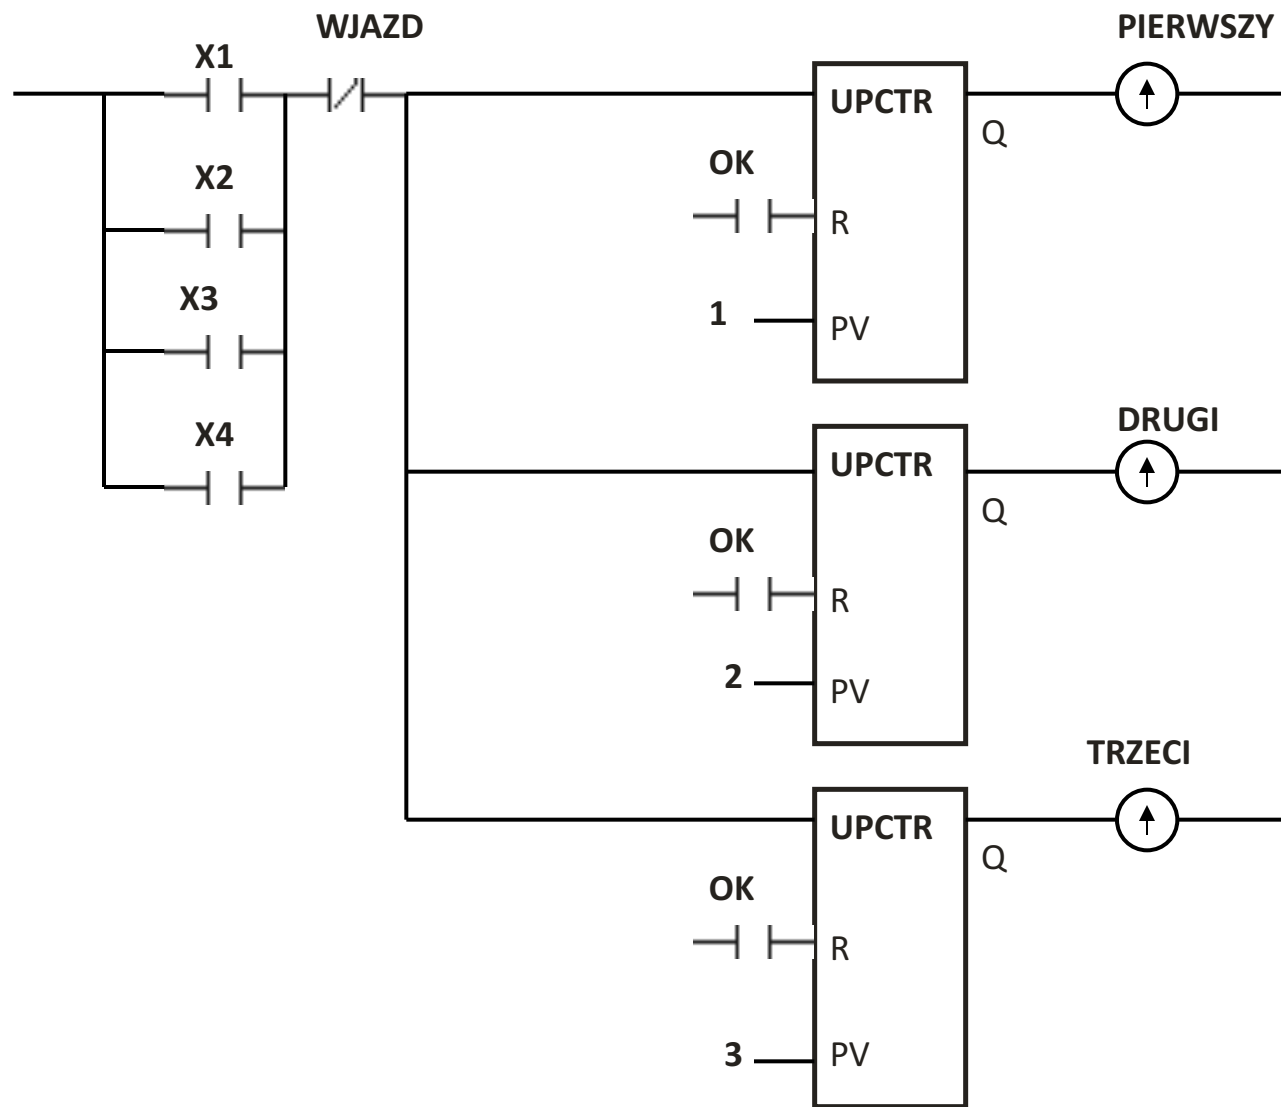 WJAZD
PIERWSZY
X1
UPCTR
Q
OK
X2
R
X3
1
PV
X4
DRUGI
UPCTR
Q
OK
R
2
PV
TRZECI
UPCTR
Q
OK
R
3
PV